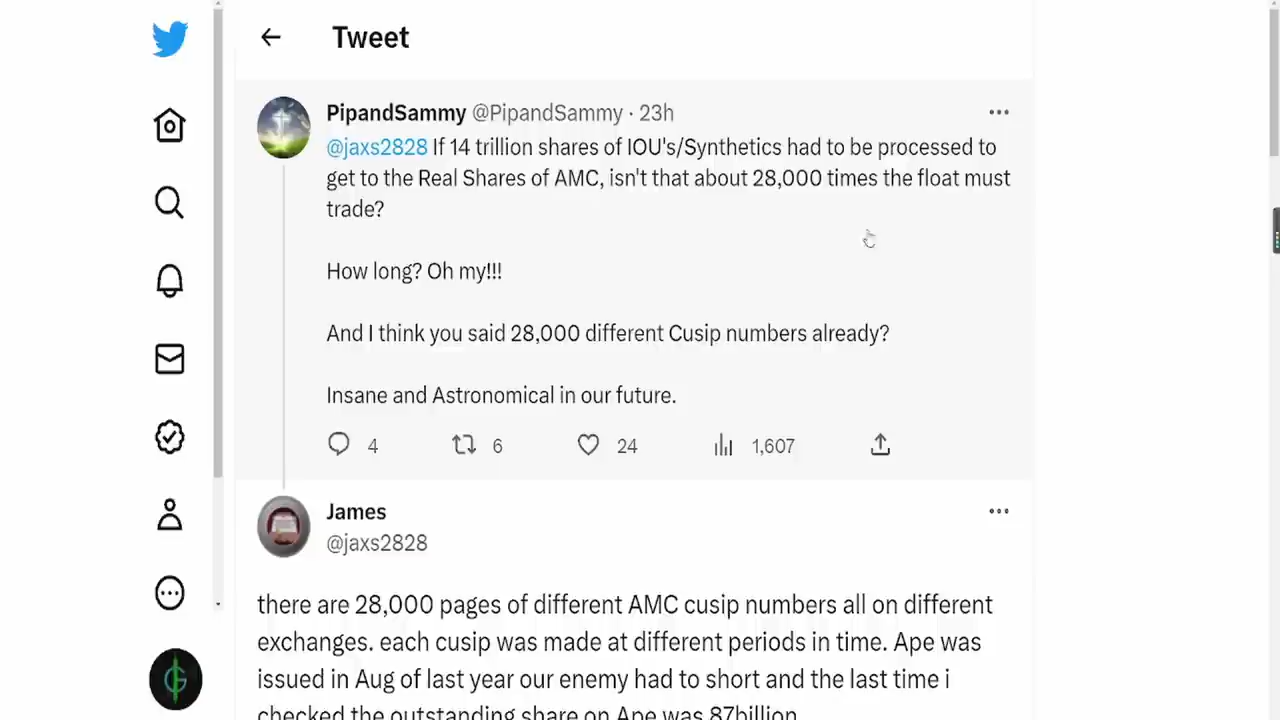 Tweet
PipandSammy @PipandSammy · 23h
@jaxs2828 If 14 trillion shares of IOU's/Synthetics had to be processed to
get to the Real Shares of AMC, isn't that about 28,000 times the float must
trade?
How long? Oh my!!!
And I think you said 28,000 different Cusip numbers already?
Insane and Astronomical in our future.
4 6 24 1,607
James
@jaxs2828
there are 28,000 pages of different AMC cusip numbers all on different
exchanges. each cusip was made at different periods in time. Ape was
issued in Aug of last year our enemy had to short and the last time i
checked the outstanding share on Ape was 87billion